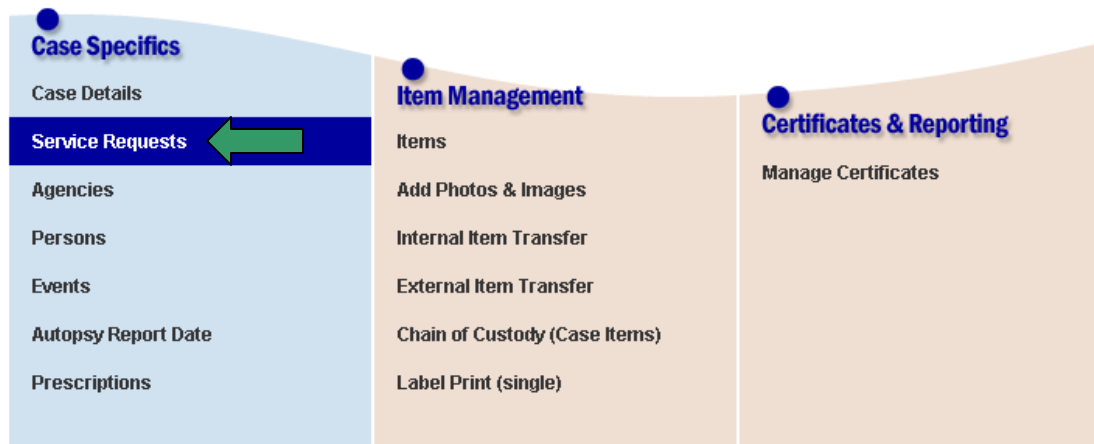 Case Specifics
Case Details
Service Requests
Agencies
Persons
Events
Autopsy Report Date
Prescriptions
Item Management
Items
Add Photos & Images
Internal Item Transfer
External Item Transfer
Chain of Custody (Case Items)
Label Print (single)
Certificates & Reporting
Manage Certificates